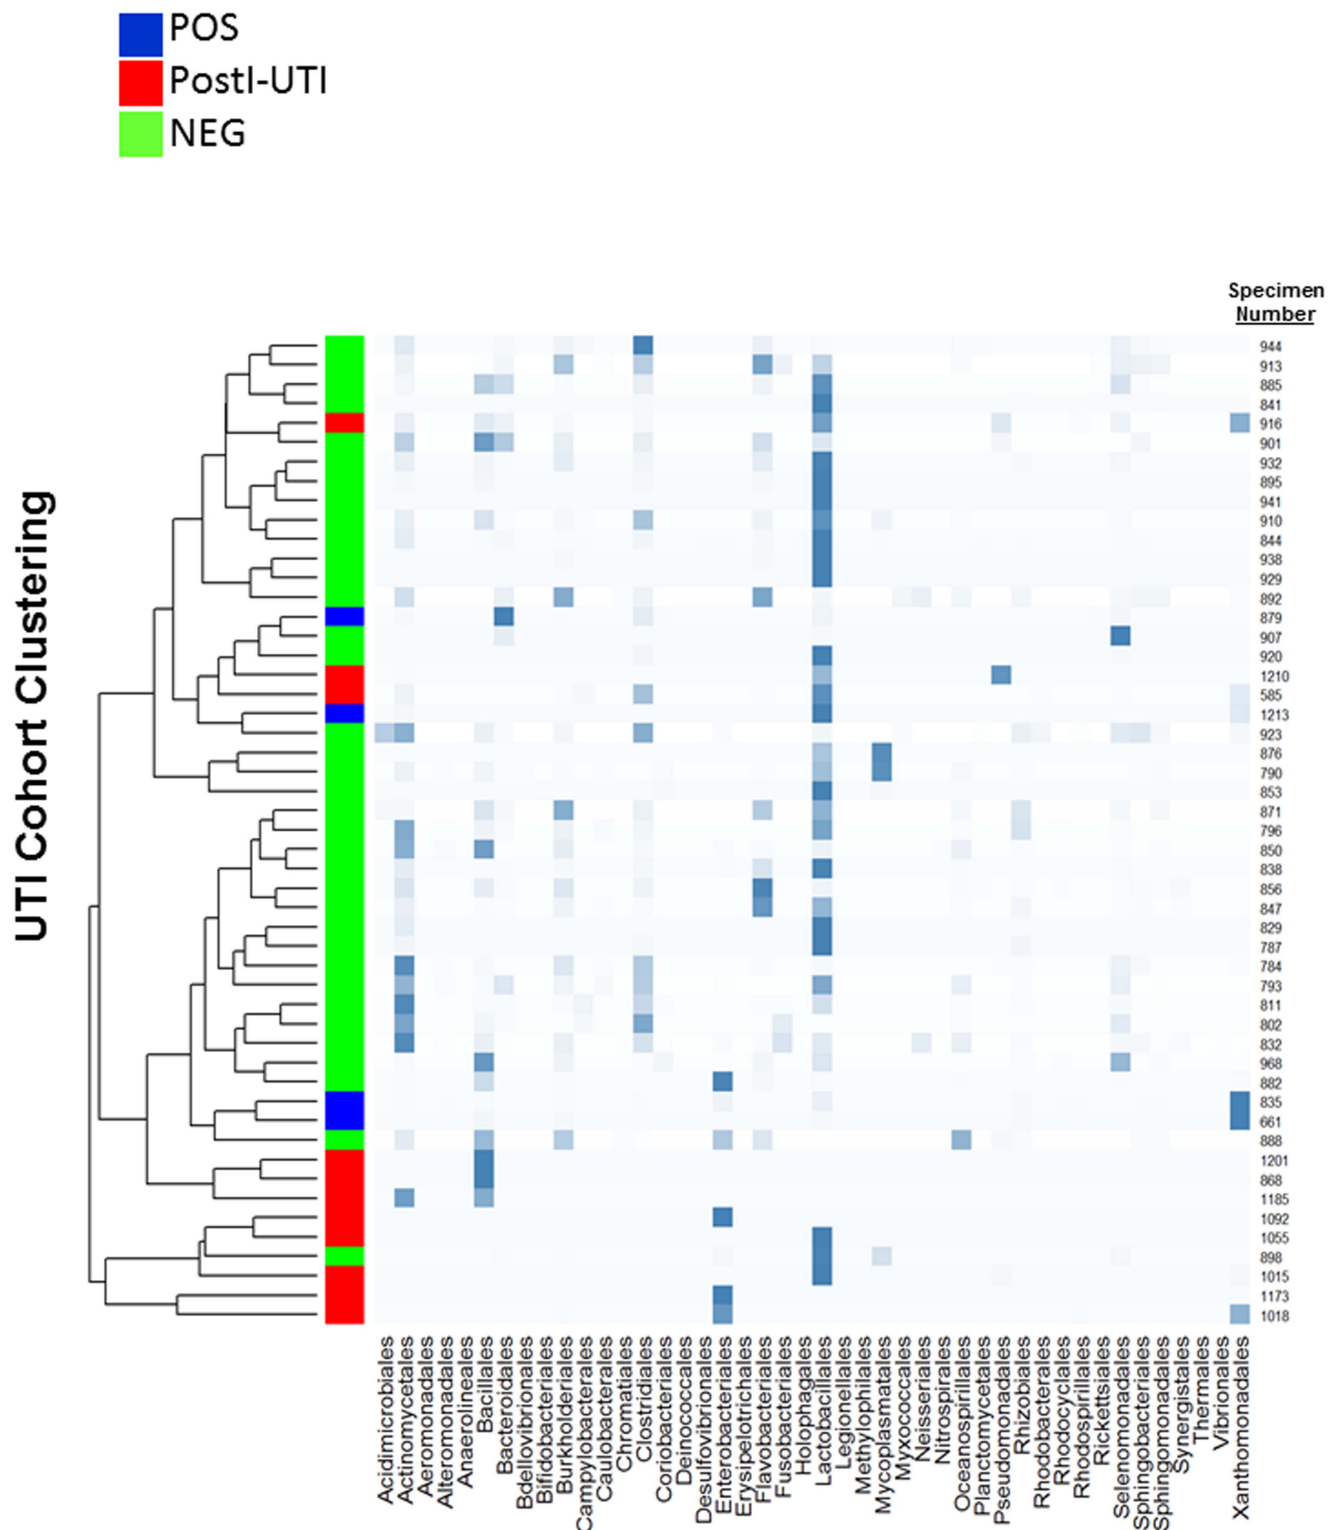 POS
PostI-UTI
NEG
Specimen
Number
UTI Cohort Clustering
944
913
885
841
916
901
932
895
941
910
844
938
929
892
879
907
920
1210
585
1213
923
876
790
853
871
796
850
838
856
847
829
787
784
793
811
802
832
968
882
835
661
888
1201
868
1185
1092
1055
898
1015
1173
1018
Acidimicrobiales
Actinomycetales
Aeromonadales
Alteromonadales
Anaerolineales
Bacillales
Bacteroidales
Bdellovibrionales
Bifidobacteriales
Burkholderiales
Campylobacterales
Caulobacterales
Chromatiales
Clostridiales
Coriobacteriales
Deinococcales
Desulfovibrionales
Enterobacteriales
Erysipelotrichales
Flavobacteriales
Fusobacteriales
Holophagales
Lactobacillales
Legionellales
Methylophilales
Mycoplasmatales
Myxococcales
Neisseriales
Nitrospirales
Oceanospirillales
Planctomycetales
Pseudomonadales
Rhizobiales
Rhodobacterales
Rhodocyclales
Rhodospirillales
Rickettsiales
Selenomonadales
Sphingobacteriales
Sphingomonadales
Synergistales
Thermales
Vibrionales
Xanthomonadales